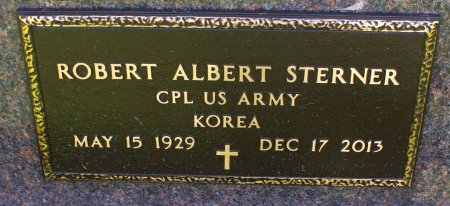 ROBERT ALBERT STERNER
CPL US ARMY
KOREA
MAY 15 1929 DEC 17 2013